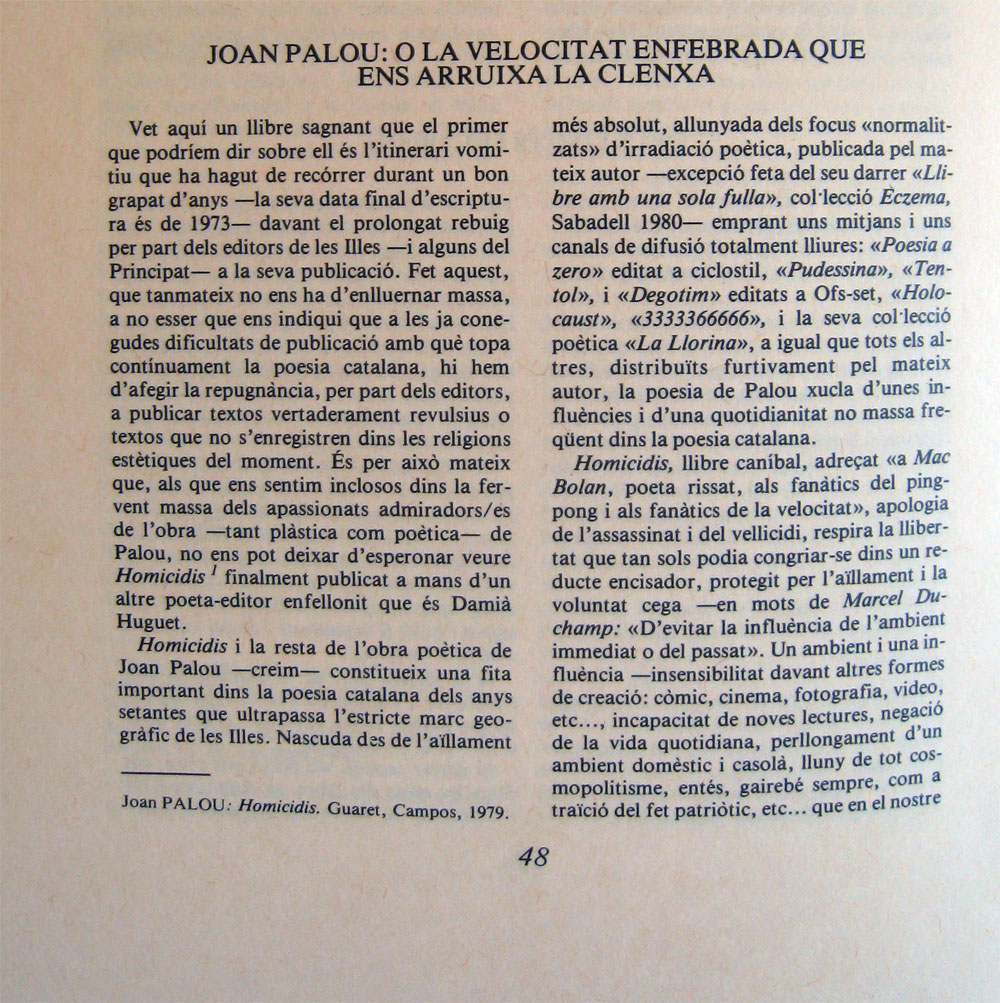 JOAN PALOU: O LA VELOCITAT ENFEBRADA QUE
ENS ARRUIXA LA CLENXA
Vet aquí un llibre sagnant que el primer
que podríem dir sobre ell és l'itinerari vomi-
tiu que ha hagut de recórrer durant un bon
grapat d'anys —la seva data final d'escriptu-
ra és de 1973— davant el prolongat rebuig
per part dels editors de les Illes —i alguns del
Principat— a la seva publicació. Fet aquest,
que tanmateix no ens ha d'enlluernar massa,
a no esser que ens indiqui que a les ja cone-
gudes dificultats de publicació amb què topa
contínuament la poesia catalana, hi hem
d'afegir la repugnància, per part dels editors,
a publicar textos vertaderament revulsius o
textos que no s'enregistren dins les religions
estètiques del moment. És per això mateix
que, als que ens sentim inclosos dins la fer-
vent massa dels apassionats admiradors/es
de l'obra —tant plàstica com poètica— de
Palou, no ens pot deixar d'esperonar veure
Homicidis 1 finalment publicat a mans d'un
altre poeta-editor enfellonit que és Damià
Huguet.
Homicidis i la resta de l'obra poètica de
Joan Palou —creim— constitueix una fita
important dins la poesia catalana dels anys
setantes que ultrapassa l'estricte marc geo-
gràfic de les Illes. Nascuda des de l'aïllament
Joan PALOU: Homicidis. Guaret, Campos, 1979.
més absolut, allunyada dels focus «normalit-
zats» d'irradiació poètica, publicada pel ma-
teix autor —excepció feta del seu darrer «Lli-
bre amb una sola fulla», col·lecció Èczema,
Sabadell 1980— emprant uns mitjans i uns
canals de difusió totalment lliures: «Poesia a
zero» editat a ciclostil, «Pudessina», «Ten-
tol», i «Degotim» editats a Ofs-set, «Holo-
caust», «3333366666», i la seva col·lecció
poètica «La Llorina», a igual que tots els al-
tres, distribuïts furtivament pel mateix
autor, la poesia de Palou xucla d'unes in-
fluències i d'una quotidianitat no massa fre-
qüent dins la poesia catalana.
Homicidis, llibre caníbal, adreçat «a Mac
Bolan, poeta rissat, als fanàtics del ping-
pong i als fanàtics de la velocitat», apologia
de l'assassinat i del vellicidi, respira la lliber-
tat que tan sols podia congriar-se dins un re-
ducte encisador, protegit per l'aïllament i la
voluntat cega —en mots de Marcel Du-
champ: «D'evitar la influència de l'ambient
immediat o del passat». Un ambient i una in-
fluència —insensibilitat davant altres formes
de creació: còmic, cinema, fotografia, video,
etc..., incapacitat de noves lectures, negació
de la vida quotidiana, perllongament d'un
ambient domèstic i casolà, lluny de tot cos-
mopolitisme, entés, gairebé sempre, com a
traïció del fet patriòtic, etc... que en el nostre
48